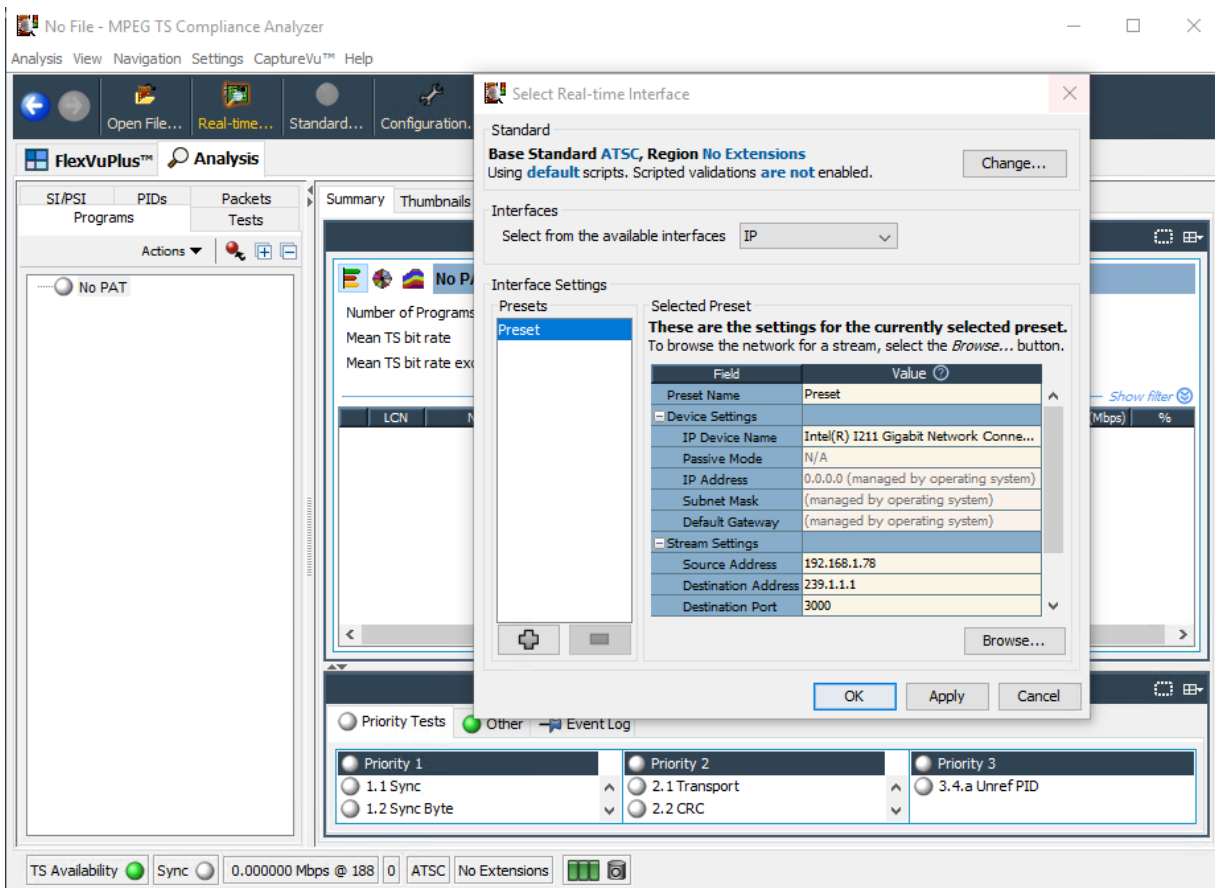 No File - MPEG TS Compliance Analyzer
Analysis View Navigation Settings CaptureVu™ Help
Open File... Real-time... Standard... Configuration.
FlexVuPlus™ Analysis
SI/PSI PIDs Packets
Programs Tests
Actions
No PAT
Summary Thumbnails
No PA
Number of Programs
Mean TS bit rate
Mean TS bit rate exc
Show filter
LCN N (Mbps) %
Select Real-time Interface
Standard
Base Standard ATSC, Region No Extensions
Using default scripts. Scripted validations are not enabled.
Change...
Interfaces
Select from the available interfaces IP
Interface Settings
Presets
Preset
Selected Preset
These are the settings for the currently selected preset.
To browse the network for a stream, select the Browse... button.
Field Value
Preset Name Preset
Device Settings
IP Device Name Intel(R) I211 Gigabit Network Conne...
Passive Mode N/A
IP Address 0.0.0.0 (managed by operating system)
Subnet Mask (managed by operating system)
Default Gateway (managed by operating system)
Stream Settings
Source Address 192.168.1.78
Destination Address 239.1.1.1
Destination Port 3000
Browse...
OK Apply Cancel
Priority Tests Other Event Log
Priority 1 Priority 2 Priority 3
1.1 Sync 2.1 Transport 3.4.a Unref PID
1.2 Sync Byte 2.2 CRC
TS Availability Sync 0.000000 Mbps @ 188 0 ATSC No Extensions